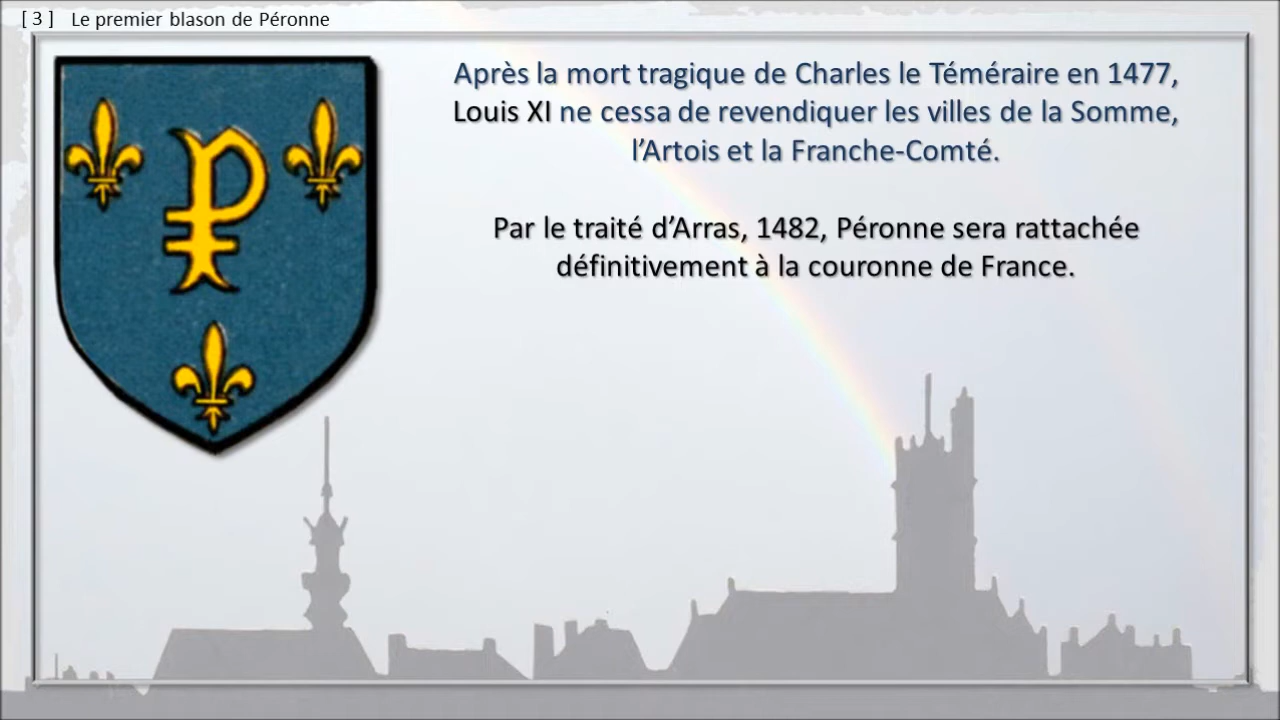 [ 3 ] Le premier blason de Péronne
Après la mort tragique de Charles le Téméraire en 1477,
Louis XI ne cessa de revendiquer les villes de la Somme,
l’Artois et la Franche-Comté.
Par le traité d’Arras, 1482, Péronne sera rattachée
définitivement à la couronne de France.
P